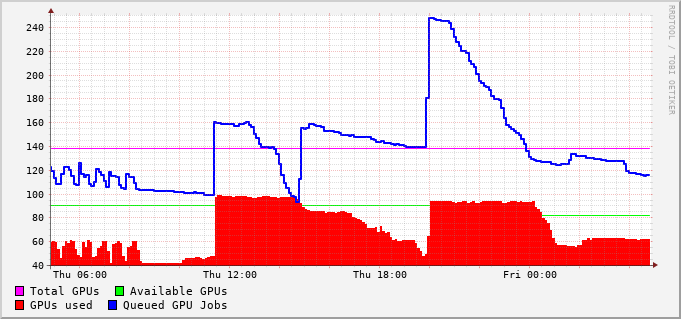 RRDTOOL / TOBI OETIKER
240
220
200
180
160
140
120
100
80
60
40
Thu 06:00 Thu 12:00 Thu 18:00 Fri 00:00
Total GPUs Available GPUs
GPUs used Queued GPU Jobs